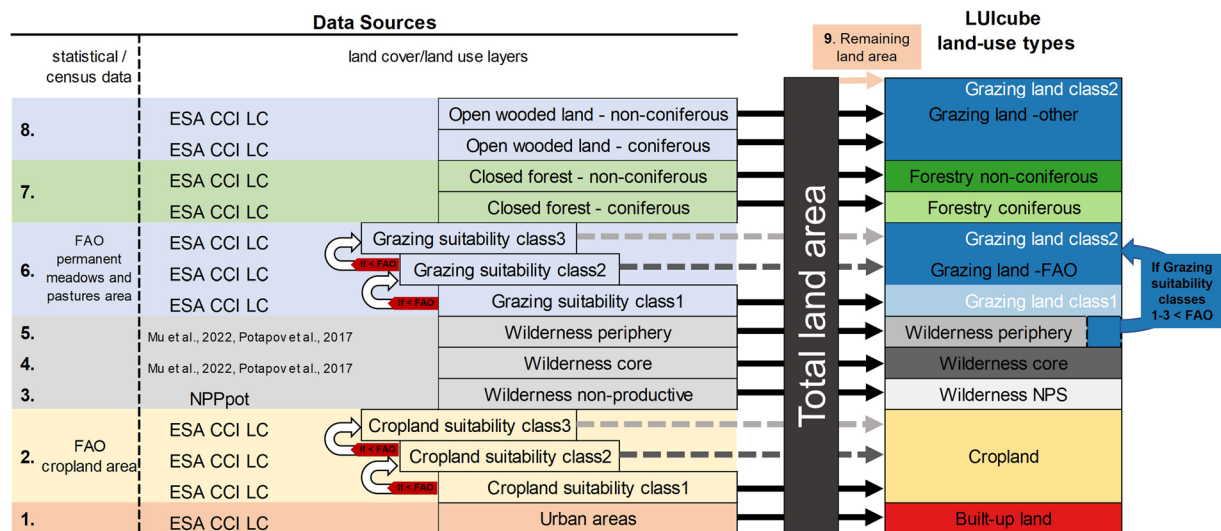 Data Sources
LUIcube
land-use types
statistical /
census data
land cover/land use layers
9. Remaining
land area
8.
ESA CCI LC
Open wooded land - non-coniferous
ESA CCI LC
Open wooded land - coniferous
Grazing land class2
Grazing land -other
7.
ESA CCI LC
Closed forest - non-coniferous
Forestry non-coniferous
ESA CCI LC
Closed forest - coniferous
Forestry coniferous
6.
FAO
permanent
meadows and
pastures area
ESA CCI LC
Grazing suitability class3
if < FAO
ESA CCI LC
Grazing suitability class2
if < FAO
ESA CCI LC
Grazing suitability class1
Grazing land class2
Grazing land -FAO
Grazing land class1
If Grazing
suitability
classes
1-3 < FAO
5.
Mu et al., 2022, Potapov et al., 2017
Wilderness periphery
Wilderness periphery
4.
Mu et al., 2022, Potapov et al., 2017
Wilderness core
Wilderness core
3.
NPPpot
Wilderness non-productive
Wilderness NPS
2.
FAO
cropland area
ESA CCI LC
Cropland suitability class3
if < FAO
ESA CCI LC
Cropland suitability class2
if < FAO
ESA CCI LC
Cropland suitability class1
Cropland
1.
ESA CCI LC
Urban areas
Built-up land
Total land area